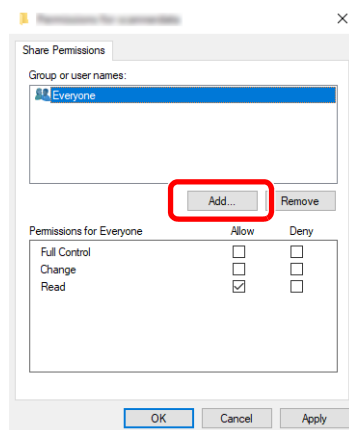 Share Permissions
Group or user names:
Everyone
Add...
Remove
Permissions for Everyone Allow Deny
Full Control
Change
Read
OK Cancel Apply